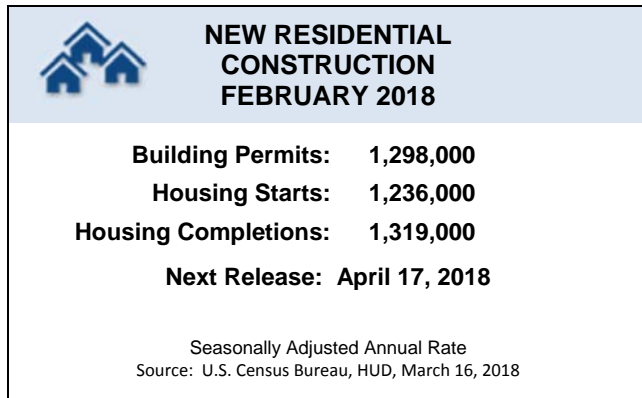 NEW RESIDENTIAL
CONSTRUCTION
FEBRUARY 2018
Building Permits: 1,298,000
Housing Starts: 1,236,000
Housing Completions: 1,319,000
Next Release: April 17, 2018
Seasonally Adjusted Annual Rate
Source: U.S. Census Bureau, HUD, March 16, 2018